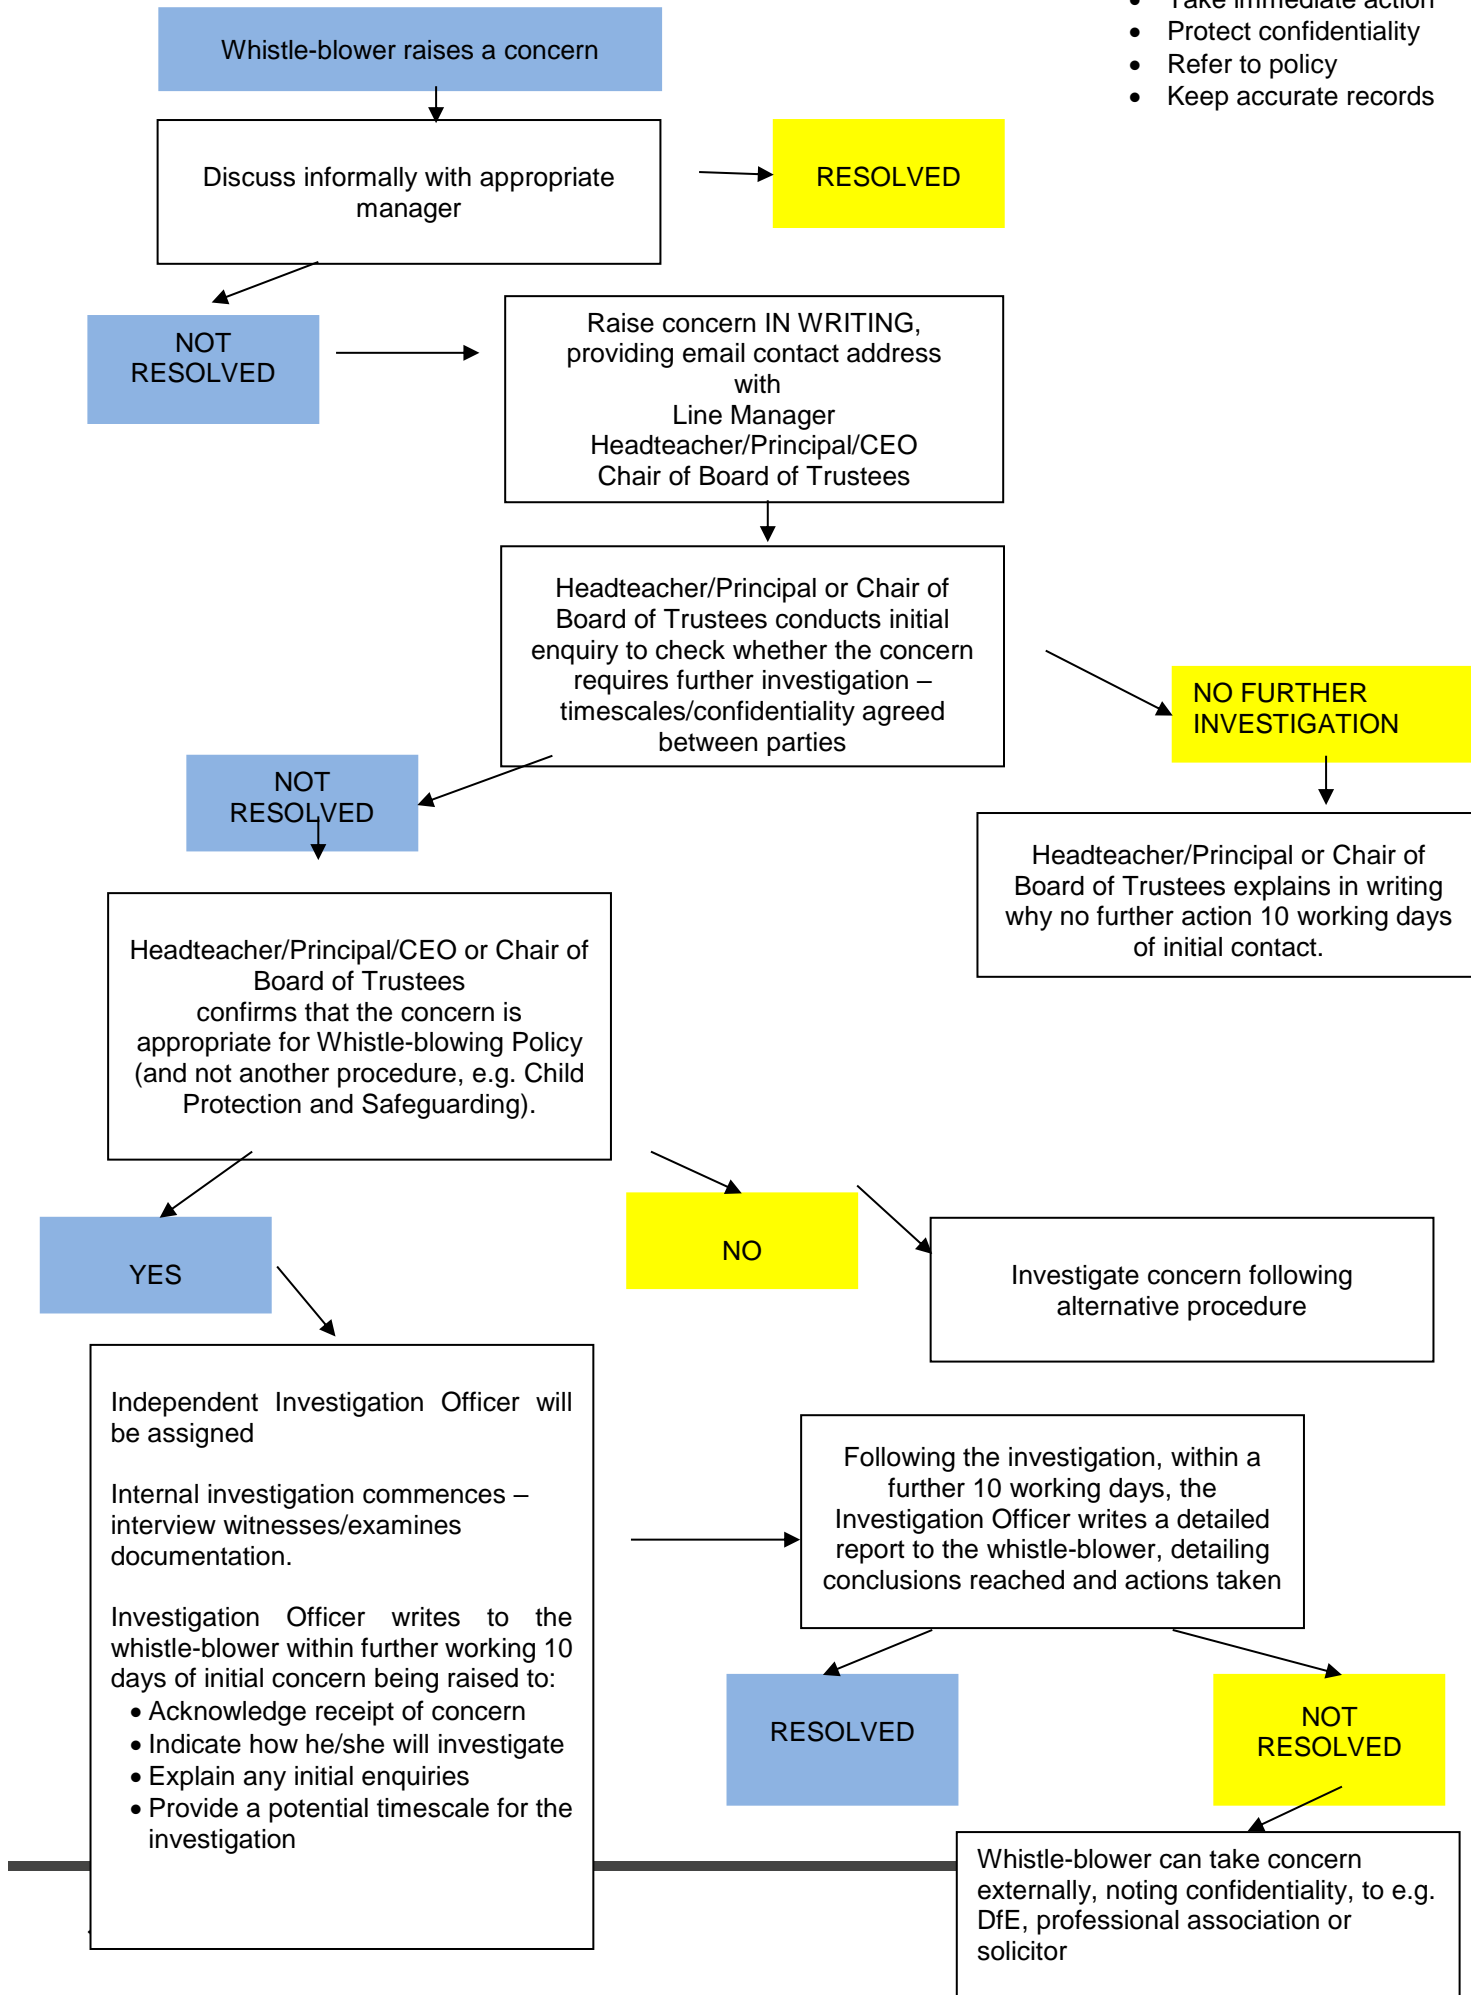 • Take immediate action
• Protect confidentiality
• Refer to policy
• Keep accurate records
Whistle-blower raises a concern
Discuss informally with appropriate
manager
RESOLVED
NOT
RESOLVED
Raise concern IN WRITING,
providing email contact address
with
Line Manager
Headteacher/Principal/CEO
Chair of Board of Trustees
Headteacher/Principal or Chair of
Board of Trustees conducts initial
enquiry to check whether the concern
requires further investigation –
timescales/confidentiality agreed
between parties
NO FURTHER
INVESTIGATION
NOT
RESOLVED
Headteacher/Principal or Chair of
Board of Trustees explains in writing
why no further action 10 working days
of initial contact.
Headteacher/Principal/CEO or Chair of
Board of Trustees
confirms that the concern is
appropriate for Whistle-blowing Policy
(and not another procedure, e.g. Child
Protection and Safeguarding).
YES
NO
Investigate concern following
alternative procedure
Independent Investigation Officer will
be assigned
Internal investigation commences –
interview witnesses/examines
documentation.
Investigation Officer writes to the
whistle-blower within further working 10
days of initial concern being raised to:
• Acknowledge receipt of concern
• Indicate how he/she will investigate
• Explain any initial enquiries
• Provide a potential timescale for the
investigation
Following the investigation, within a
further 10 working days, the
Investigation Officer writes a detailed
report to the whistle-blower, detailing
conclusions reached and actions taken
RESOLVED
NOT
RESOLVED
Whistle-blower can take concern
externally, noting confidentiality, to e.g.
DfE, professional association or
solicitor